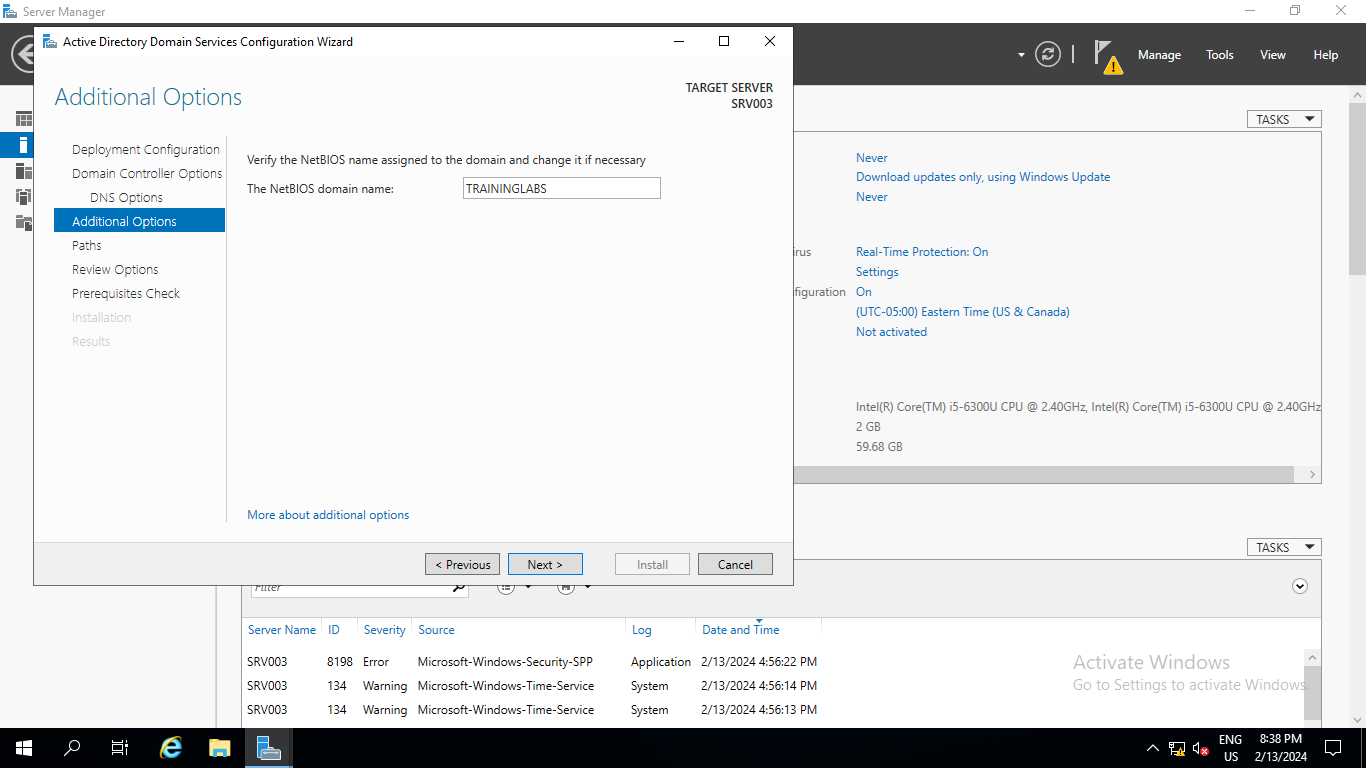 Server Manager
Active Directory Domain Services Configuration Wizard
Manage
Tools
View
Help
Additional Options
TARGET SERVER
SRV003
TASKS
Deployment Configuration
Domain Controller Options
DNS Options
Additional Options
Paths
Review Options
Prerequisites Check
Installation
Results
Verify the NetBIOS name assigned to the domain and change it if necessary
The NetBIOS domain name: TRAININGLABS
More about additional options
< Previous
Next >
Install
Cancel
Never
Download updates only, using Windows Update
Never
irus Real-Time Protection: On
Settings
figuration On
(UTC-05:00) Eastern Time (US & Canada)
Not activated
Intel(R) Core(TM) i5-6300U CPU @ 2.40GHz, Intel(R) Core(TM) i5-6300U CPU @ 2.40GHz
2 GB
59.68 GB
TASKS
Filter
Server Name ID Severity Source Log Date and Time
SRV003 8198 Error Microsoft-Windows-Security-SPP Application 2/13/2024 4:56:22 PM
SRV003 134 Warning Microsoft-Windows-Time-Service System 2/13/2024 4:56:14 PM
SRV003 134 Warning Microsoft-Windows-Time-Service System 2/13/2024 4:56:13 PM
Activate Windows
Go to Settings to activate Windows.
ENG
US
8:38 PM
2/13/2024